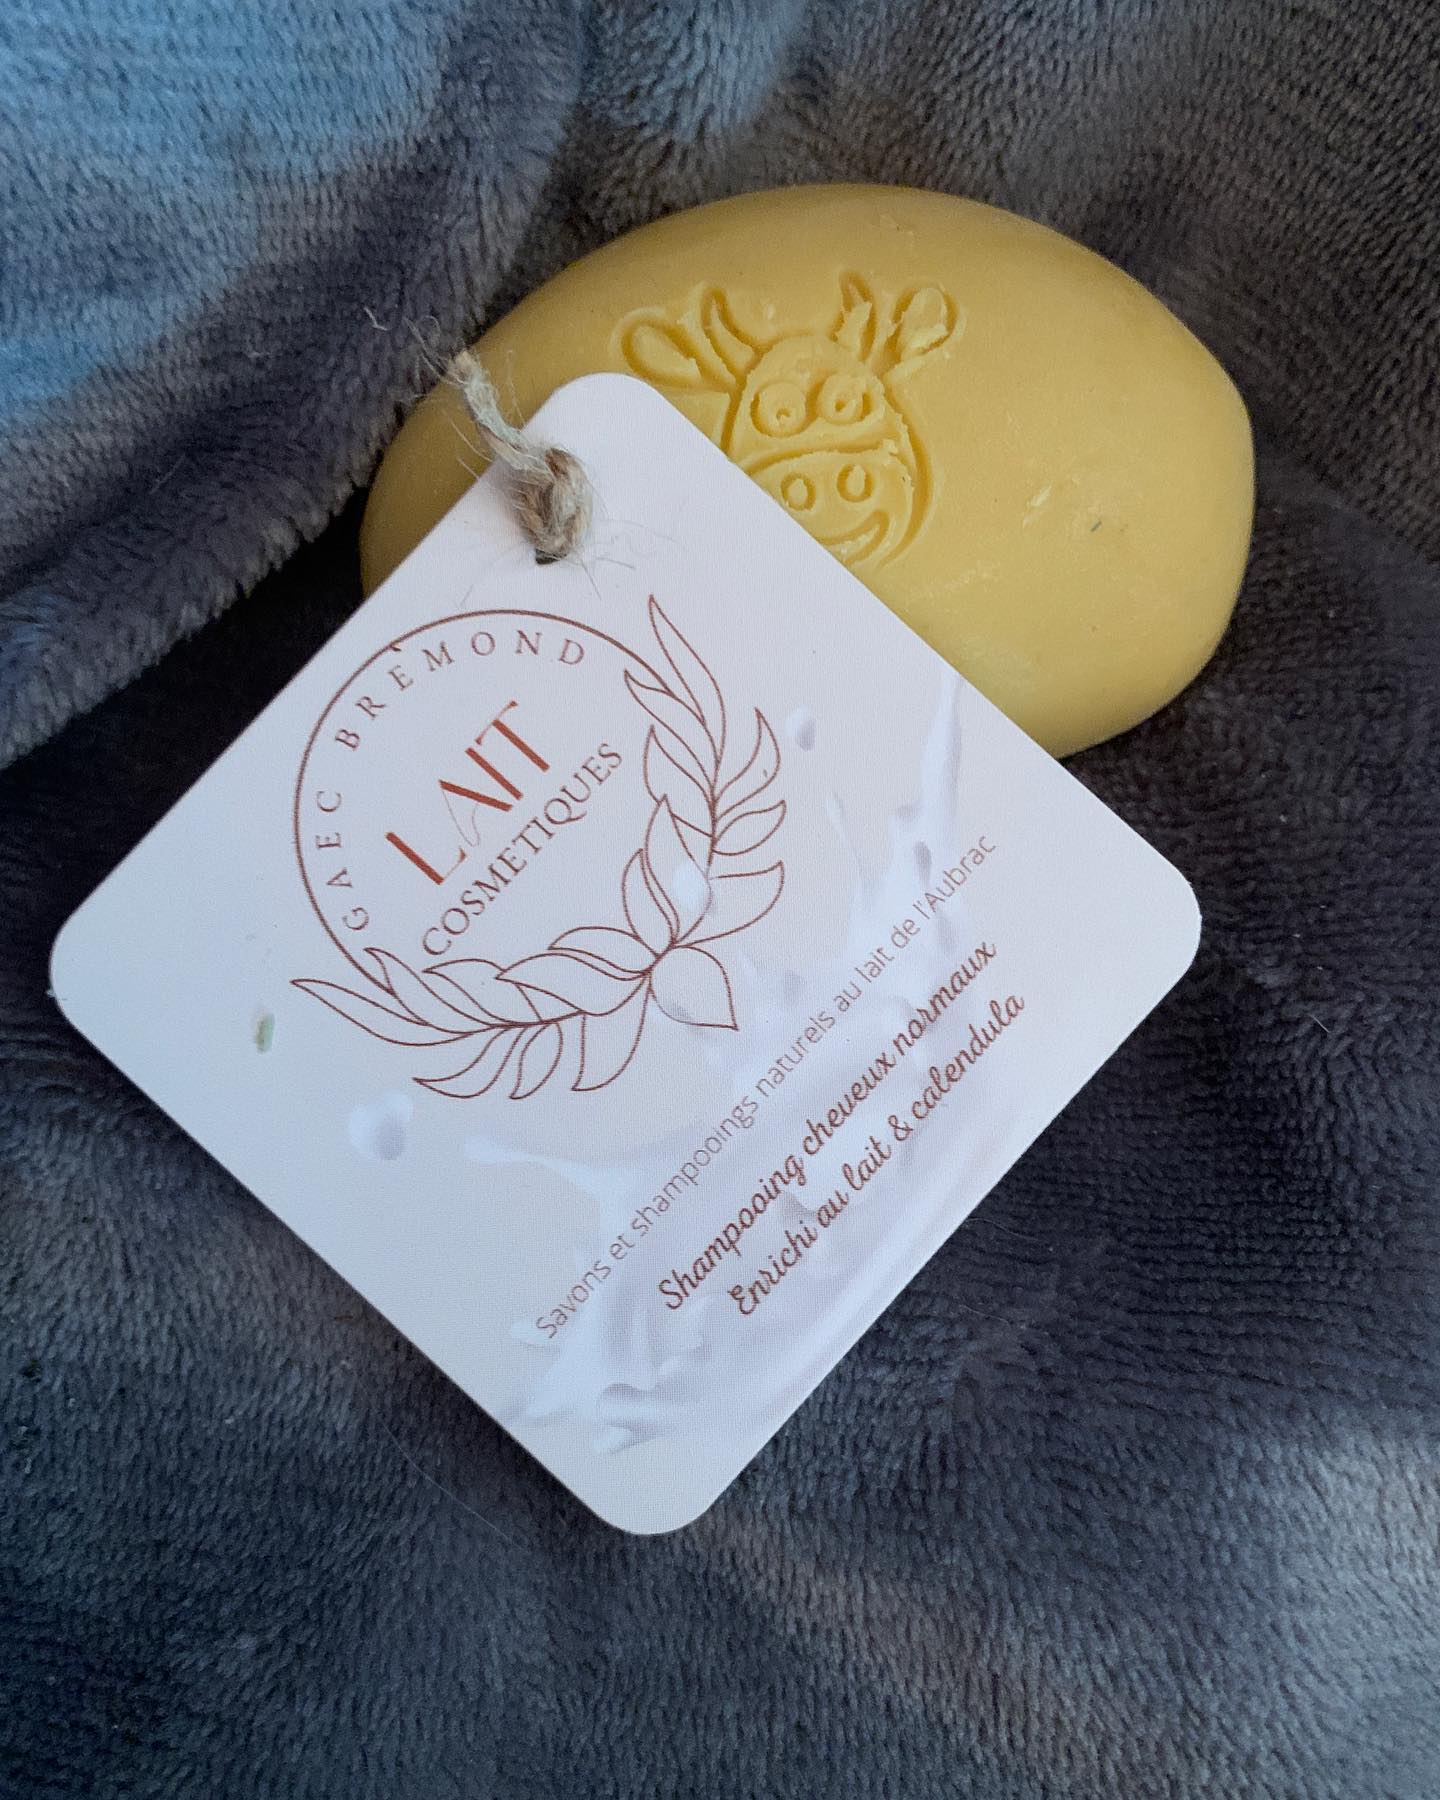 GAEC BREMOND
LAIT
COSMETIQUES
Savons et shampooings naturels au lait de l'Aubrac
Shampooing cheveux normaux
Enrichi au lait & calendula